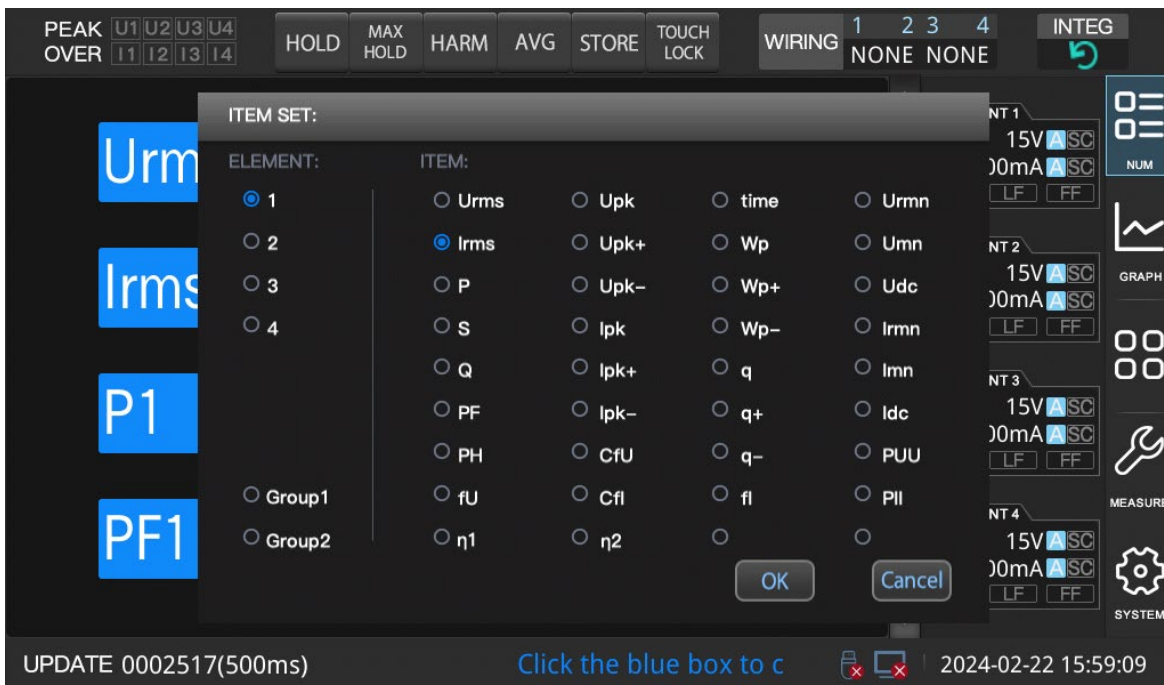 PEAK U1 U2 U3 U4
OVER I1 I2 I3 I4
HOLD
MAX HOLD
HARM
AVG
STORE
TOUCH LOCK
WIRING
1 2 3 4
NONE NONE
INTEG
ITEM SET:
ELEMENT:
1
2
3
4
Group1
Group2
ITEM:
Urms Upk time Urmn
Irms Upk+ Wp Umn
P Upk– Wp+ Udc
S Ipk Wp– Irmn
Q Ipk+ q Imn
PF Ipk– q+ Idc
PH CfU q– PUU
fU CfI fI PII
η1 η2
OK Cancel
Urm
Irms
P1
PF1
NT 1
15V A SC
00mA A SC
LF FF
NT 2
15V A SC
00mA A SC
LF FF
NT 3
15V A SC
00mA A SC
LF FF
NT 4
15V A SC
00mA A SC
LF FF
NUM
GRAPH
MEASURE
SYSTEM
UPDATE 0002517(500ms)
Click the blue box to c
2024-02-22 15:59:09